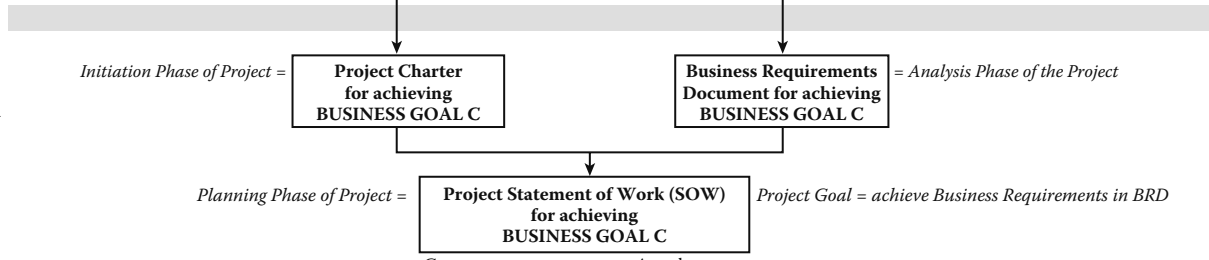 Initiation Phase of Project =
Project Charter
for achieving
BUSINESS GOAL C
Business Requirements
Document for achieving
BUSINESS GOAL C
= Analysis Phase of the Project
Planning Phase of Project =
Project Statement of Work (SOW)
for achieving
BUSINESS GOAL C
Project Goal = achieve Business Requirements in BRD